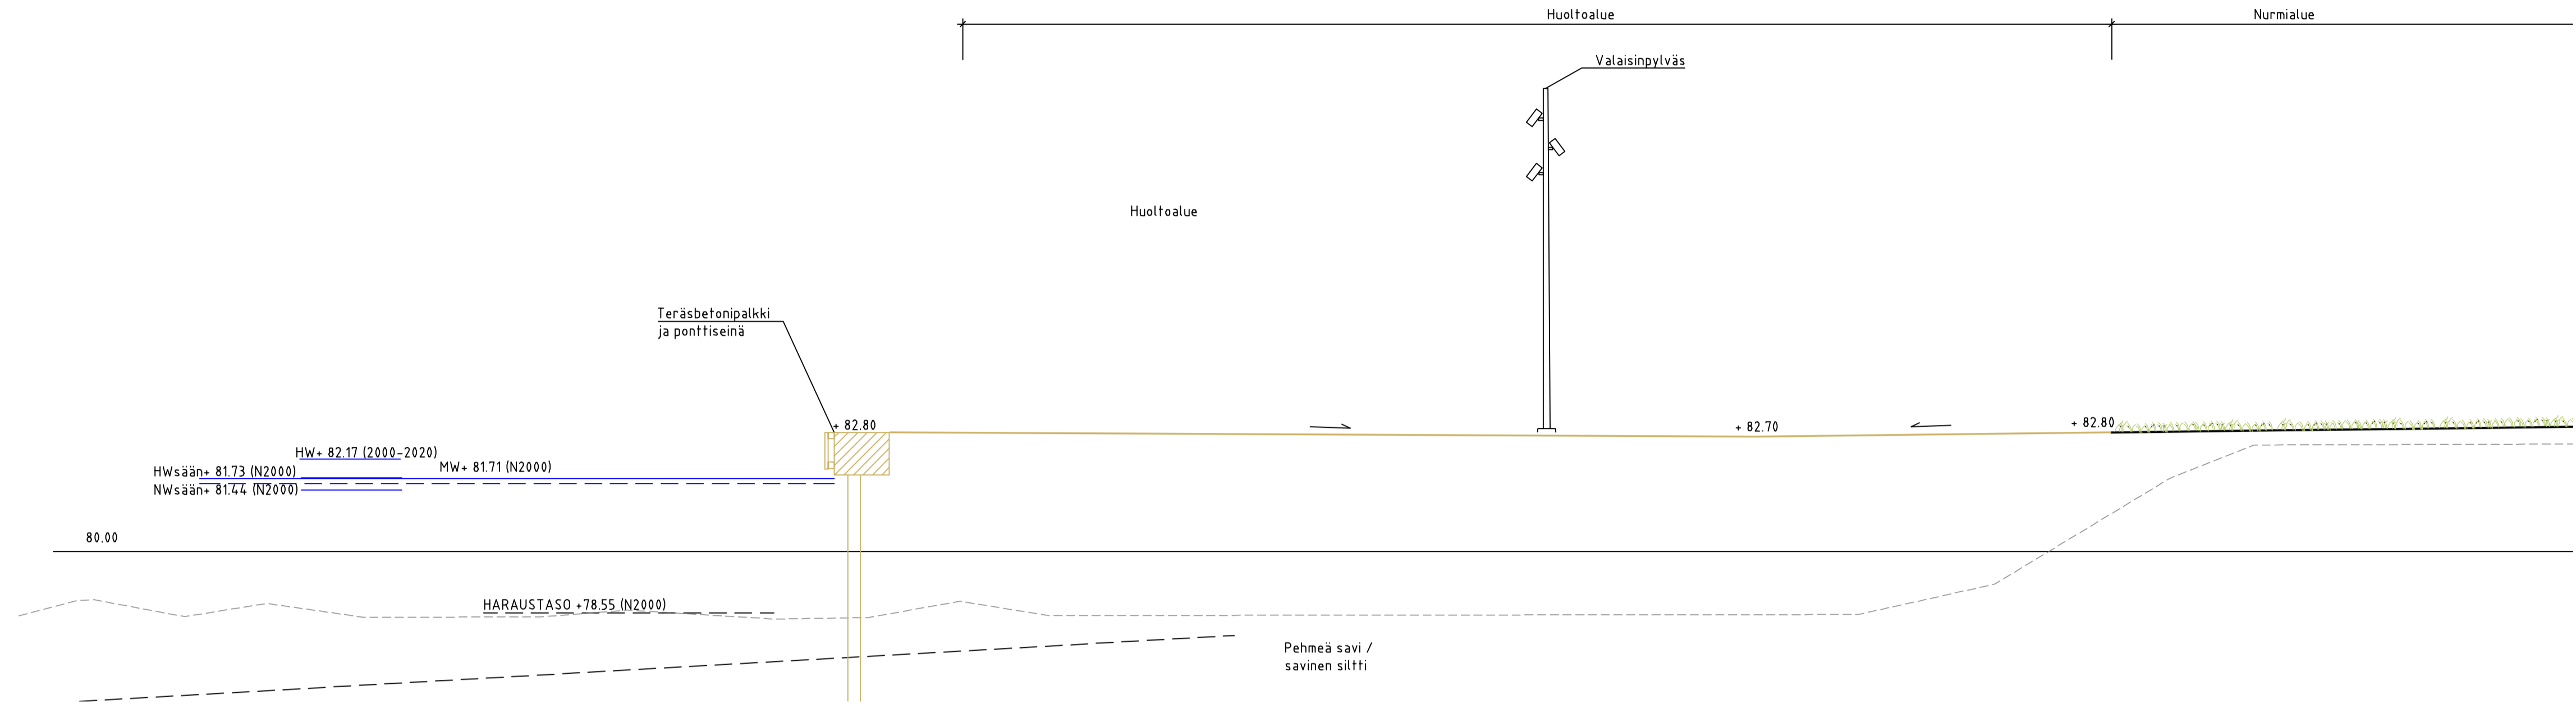 Huoltoalue
Nurmialue
Valaisinpylväs
Huoltoalue
Teräsbetonipalkki
ja ponttiseinä
+ 82.80
+ 82.70
+ 82.80
HW+ 82.17 (2000-2020)
HWsään+ 81.73 (N2000)
MW+ 81.71 (N2000)
NWsään+ 81.44 (N2000)
80.00
HARAUSTASO +78.55 (N2000)
Pehmeä savi /
savinen siltti